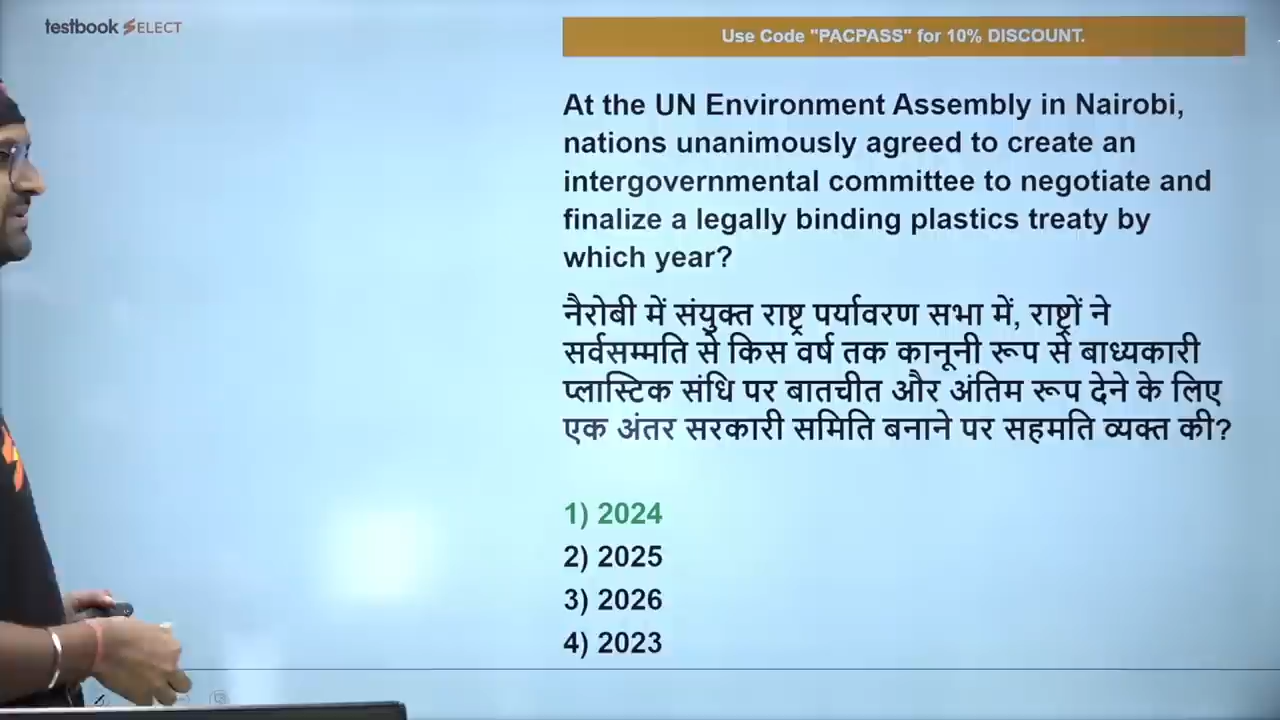 testbook SELECT
Use Code "PACPASS" for 10% DISCOUNT.
At the UN Environment Assembly in Nairobi,
nations unanimously agreed to create an
intergovernmental committee to negotiate and
finalize a legally binding plastics treaty by
which year?
नैरोबी में संयुक्त राष्ट्र पर्यावरण सभा में, राष्ट्रों ने
सर्वसम्मति से किस वर्ष तक कानूनी रूप से बाध्यकारी
प्लास्टिक संधि पर बातचीत और अंतिम रूप देने के लिए
एक अंतर सरकारी समिति बनाने पर सहमति व्यक्त की?
1) 2024
2) 2025
3) 2026
4) 2023